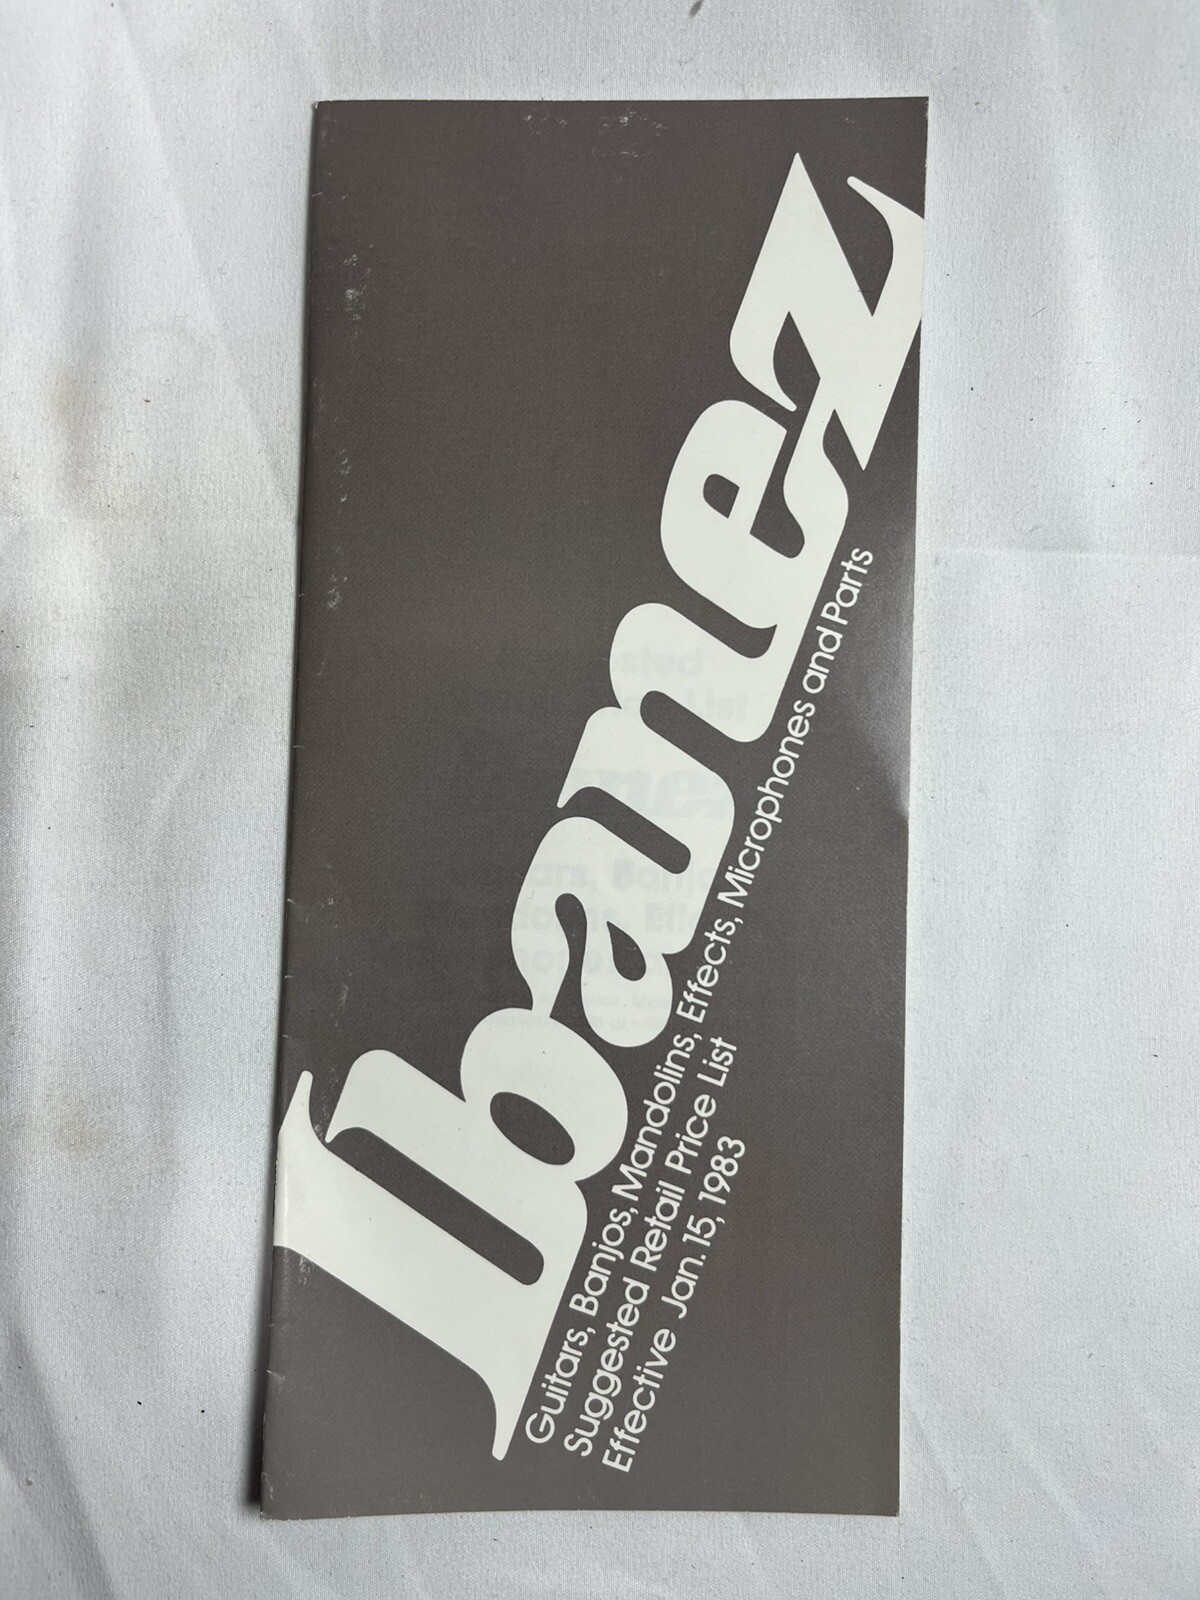 Ibanez
Guitars, Banjos, Mandolins, Effects, Microphones and Parts
Suggested Retail Price List
Effective Jan. 15, 1983